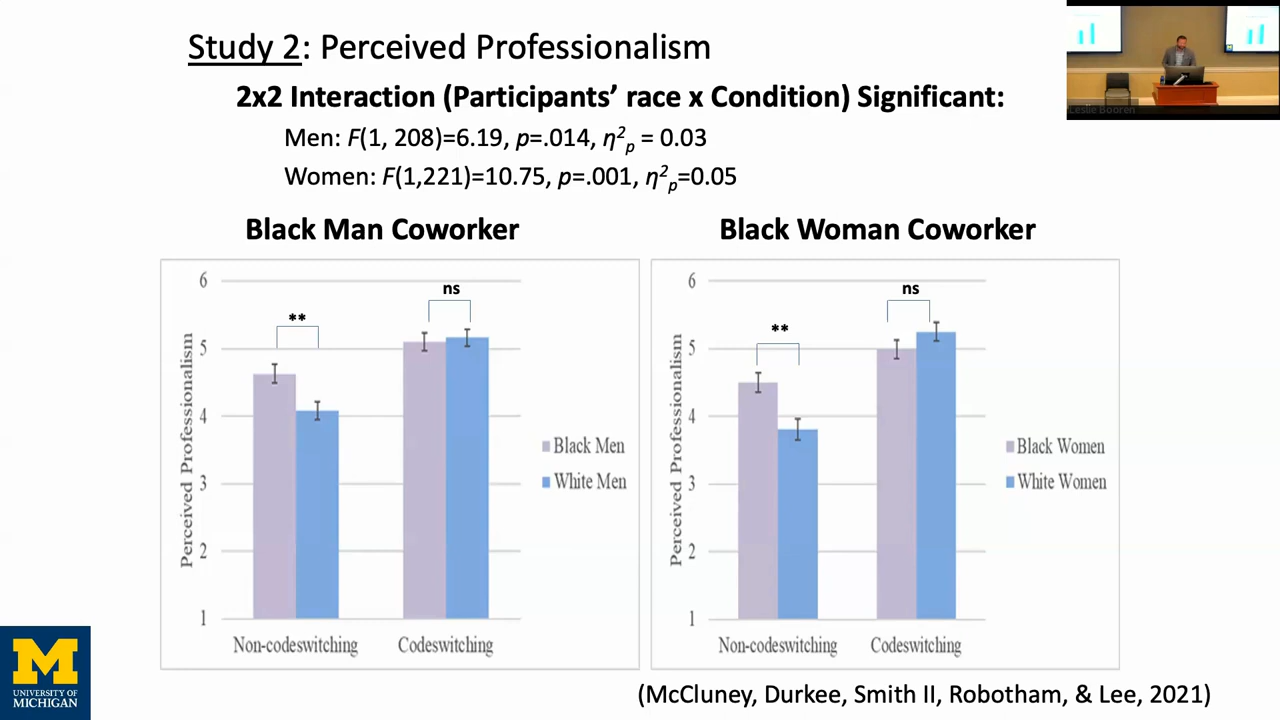 Study 2: Perceived Professionalism
2x2 Interaction (Participants’ race x Condition) Significant:
Men: F(1, 208)=6.19, p=.014, η²p = 0.03
Women: F(1,221)=10.75, p=.001, η²p=0.05
Leslie Booren
Black Man Coworker
Perceived Professionalism
6
5
4
3
2
1
**
ns
Black Men
White Men
Non-codeswitching
Codeswitching
Black Woman Coworker
Perceived Professionalism
6
5
4
3
2
1
**
ns
Black Women
White Women
Non-codeswitching
Codeswitching
M
UNIVERSITY OF
MICHIGAN
(McCluney, Durkee, Smith II, Robotham, & Lee, 2021)